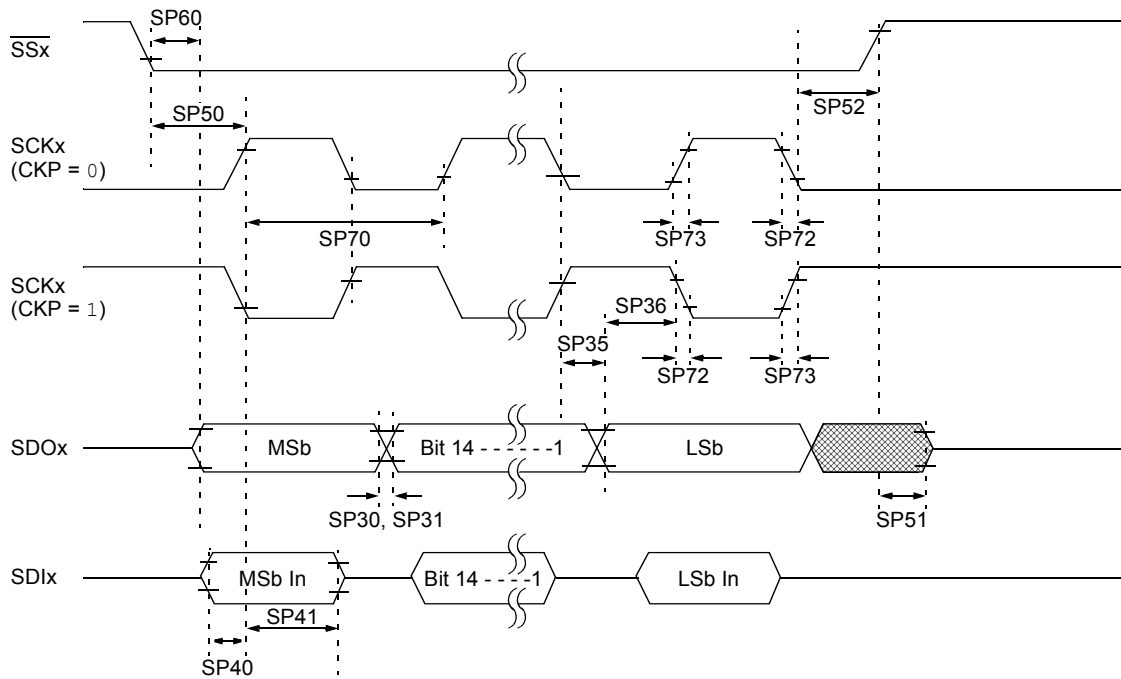 SP60
SSx
SP50
SP52
SCKx
(CKP = 0)
SP70
SP73
SP72
SCKx
(CKP = 1)
SP36
SP35
SP72
SP73
SDOx
MSb
Bit 14 - - - - - -1
LSb
SP30, SP31
SP51
SDIx
MSb In
Bit 14 - - - - -1
LSb In
SP41
SP40